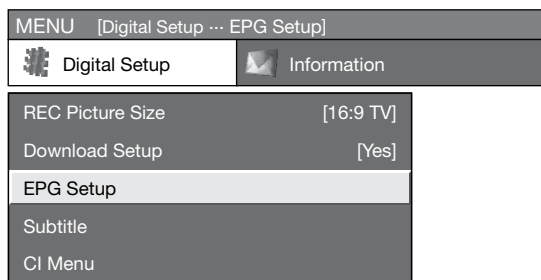 MENU [Digital Setup ··· EPG Setup]
Digital Setup Information
REC Picture Size [16:9 TV]
Download Setup [Yes]
EPG Setup
Subtitle
CI Menu